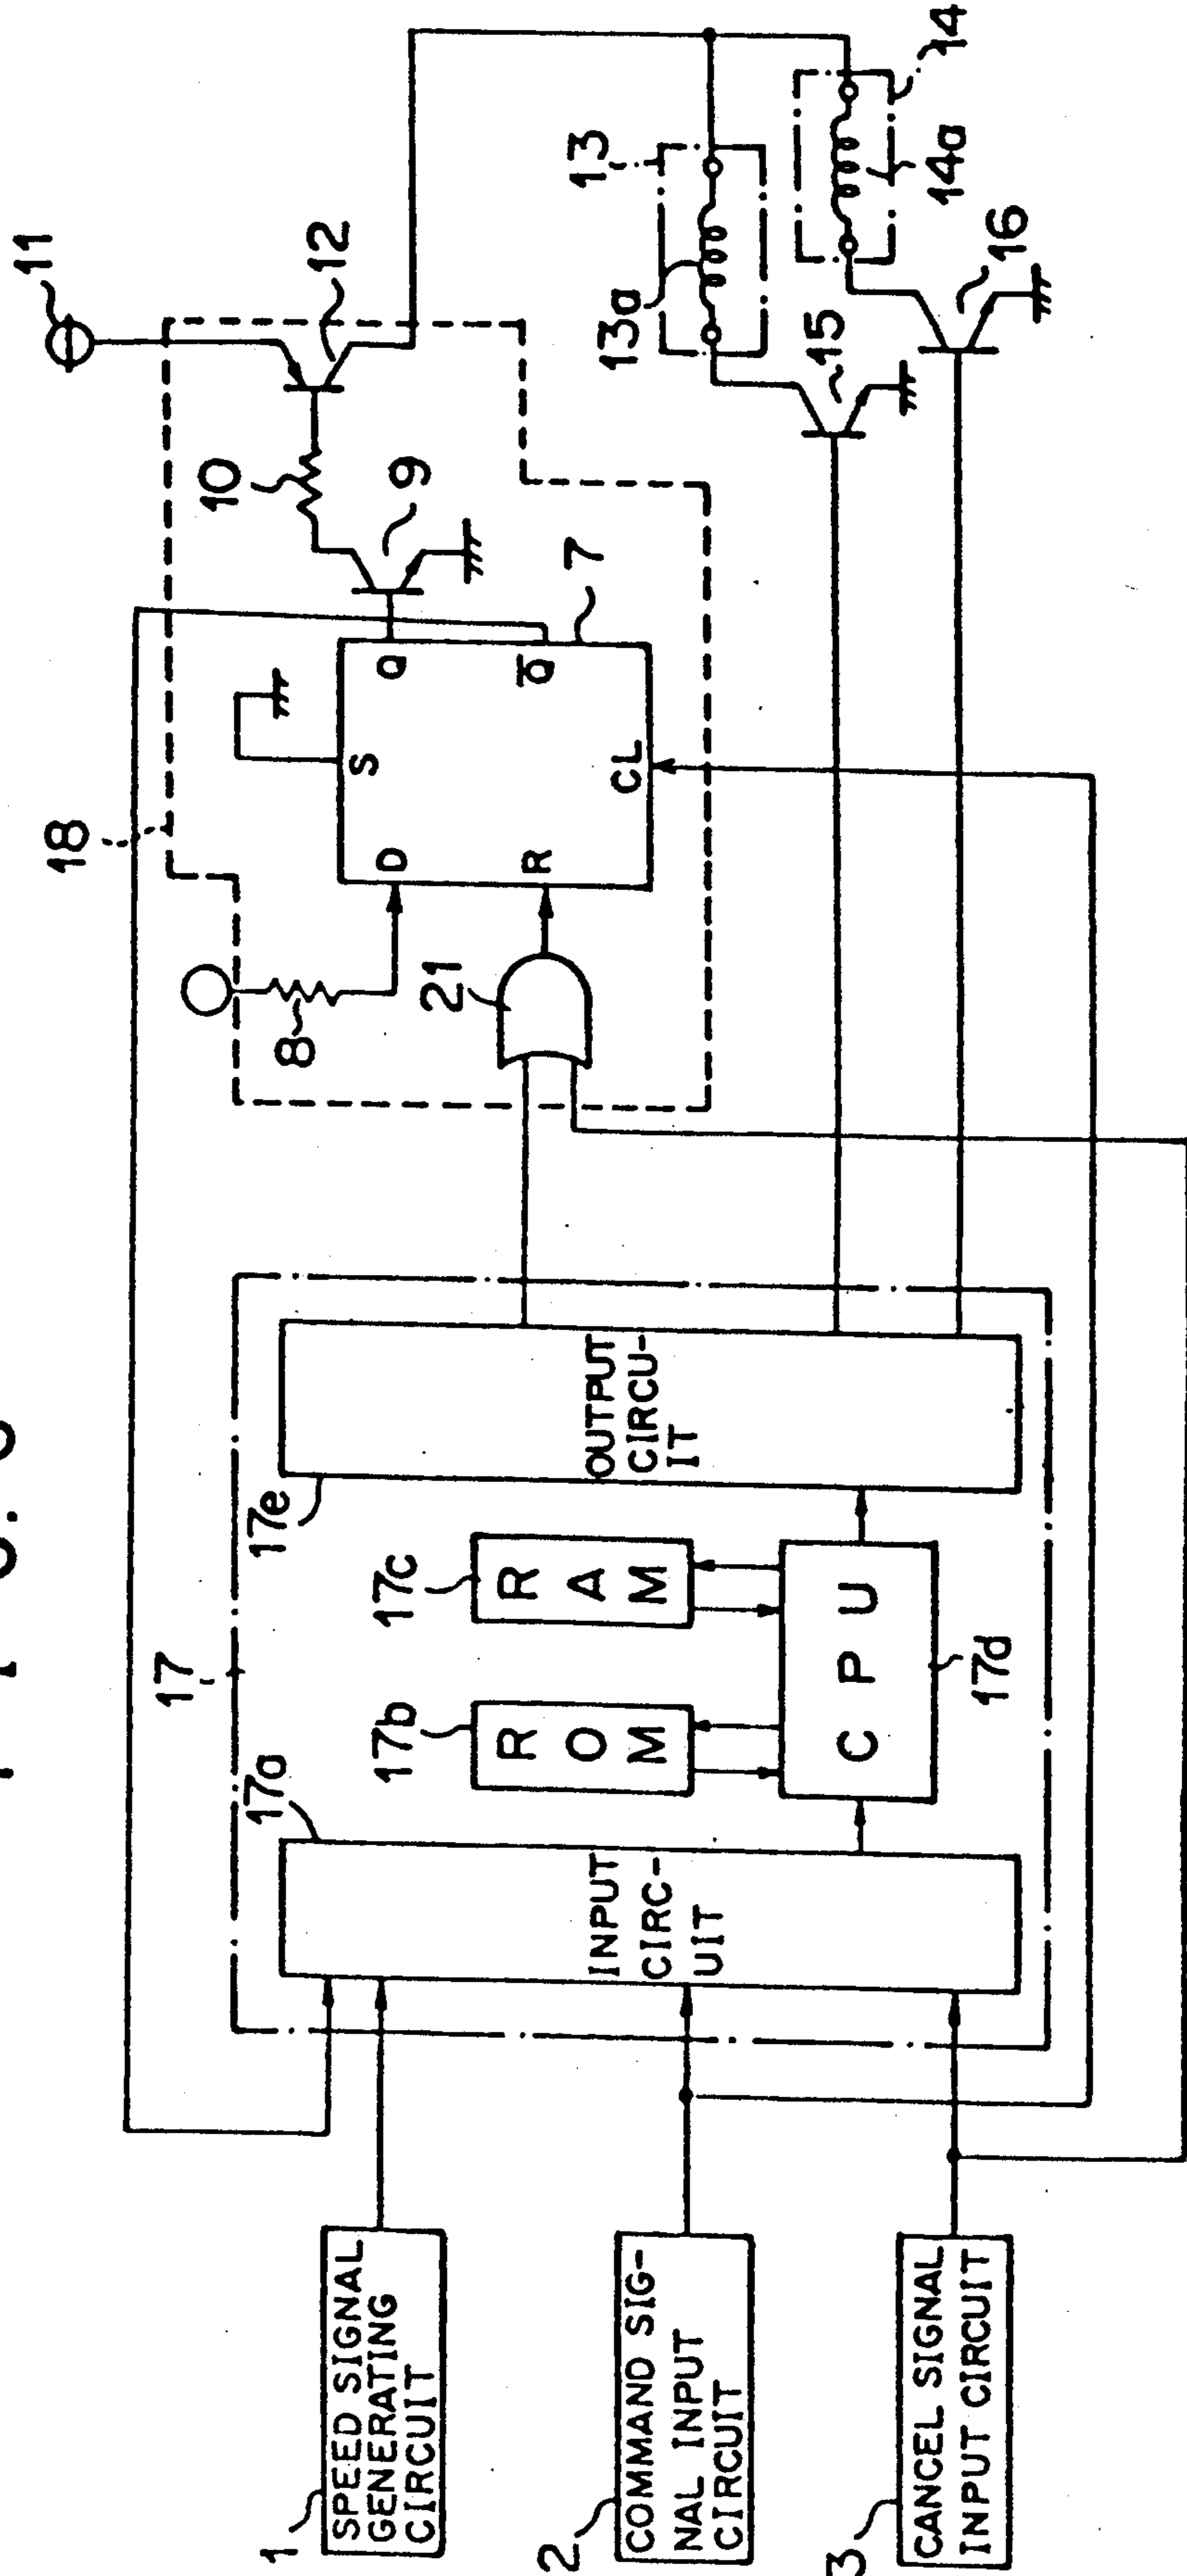 11
18
12
10
9
8
D
S
Q
Q̅
7
21
R
CL
13
13a
14
14a
15
16
17
17a
17b
17c
17e
R O M
R A M
INPUT
CIRC-
UIT
OUTPUT
CIRCU-
IT
C P U
17d
1
SPEED SIGNAL
GENERATING
CIRCUIT
2
COMMAND SIG-
NAL INPUT
CIRCUIT
3
CANCEL SIGNAL
INPUT CIRCUIT